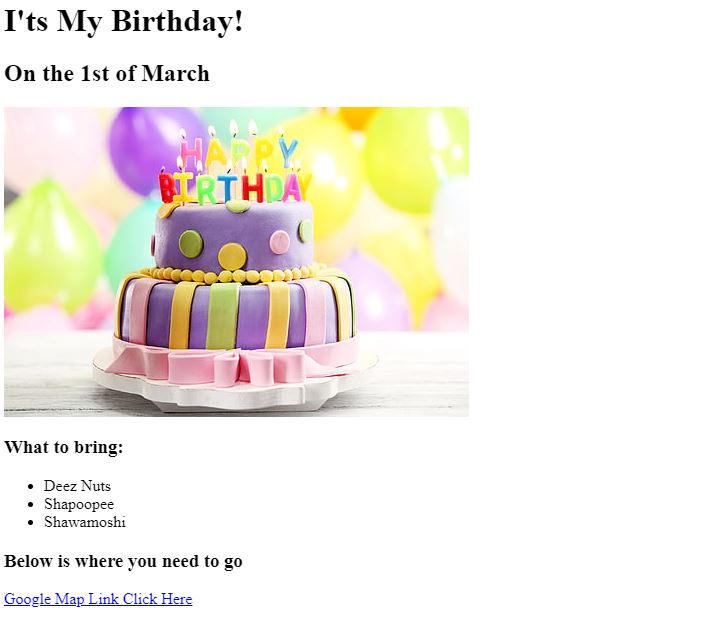 I'ts My Birthday!
On the 1st of March
HAPPY
BIRTHDAY
What to bring:
Deez Nuts
Shapoopee
Shawamoshi
Below is where you need to go
Google Map Link Click Here